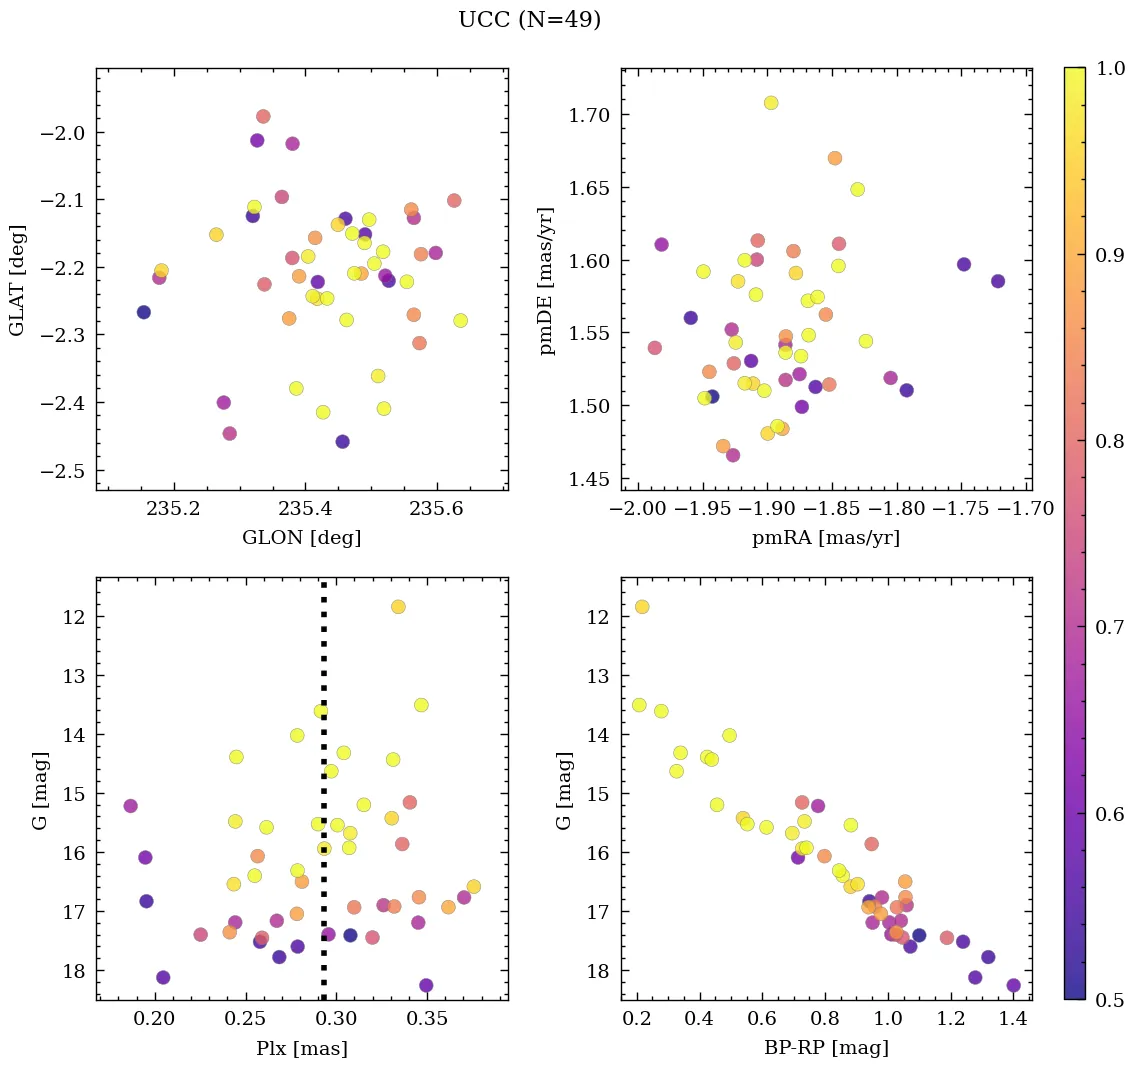 UCC (N=49)
−2.0
−2.1
−2.2
−2.3
−2.4
−2.5
GLAT [deg]
235.2 235.4 235.6
GLON [deg]
1.70
1.65
1.60
1.55
1.50
1.45
pmDE [mas/yr]
−2.00 −1.95 −1.90 −1.85 −1.80 −1.75 −1.70
pmRA [mas/yr]
12
13
14
15
16
17
18
G [mag]
0.20 0.25 0.30 0.35
Plx [mas]
12
13
14
15
16
17
18
G [mag]
0.2 0.4 0.6 0.8 1.0 1.2 1.4
BP-RP [mag]
1.0
0.9
0.8
0.7
0.6
0.5